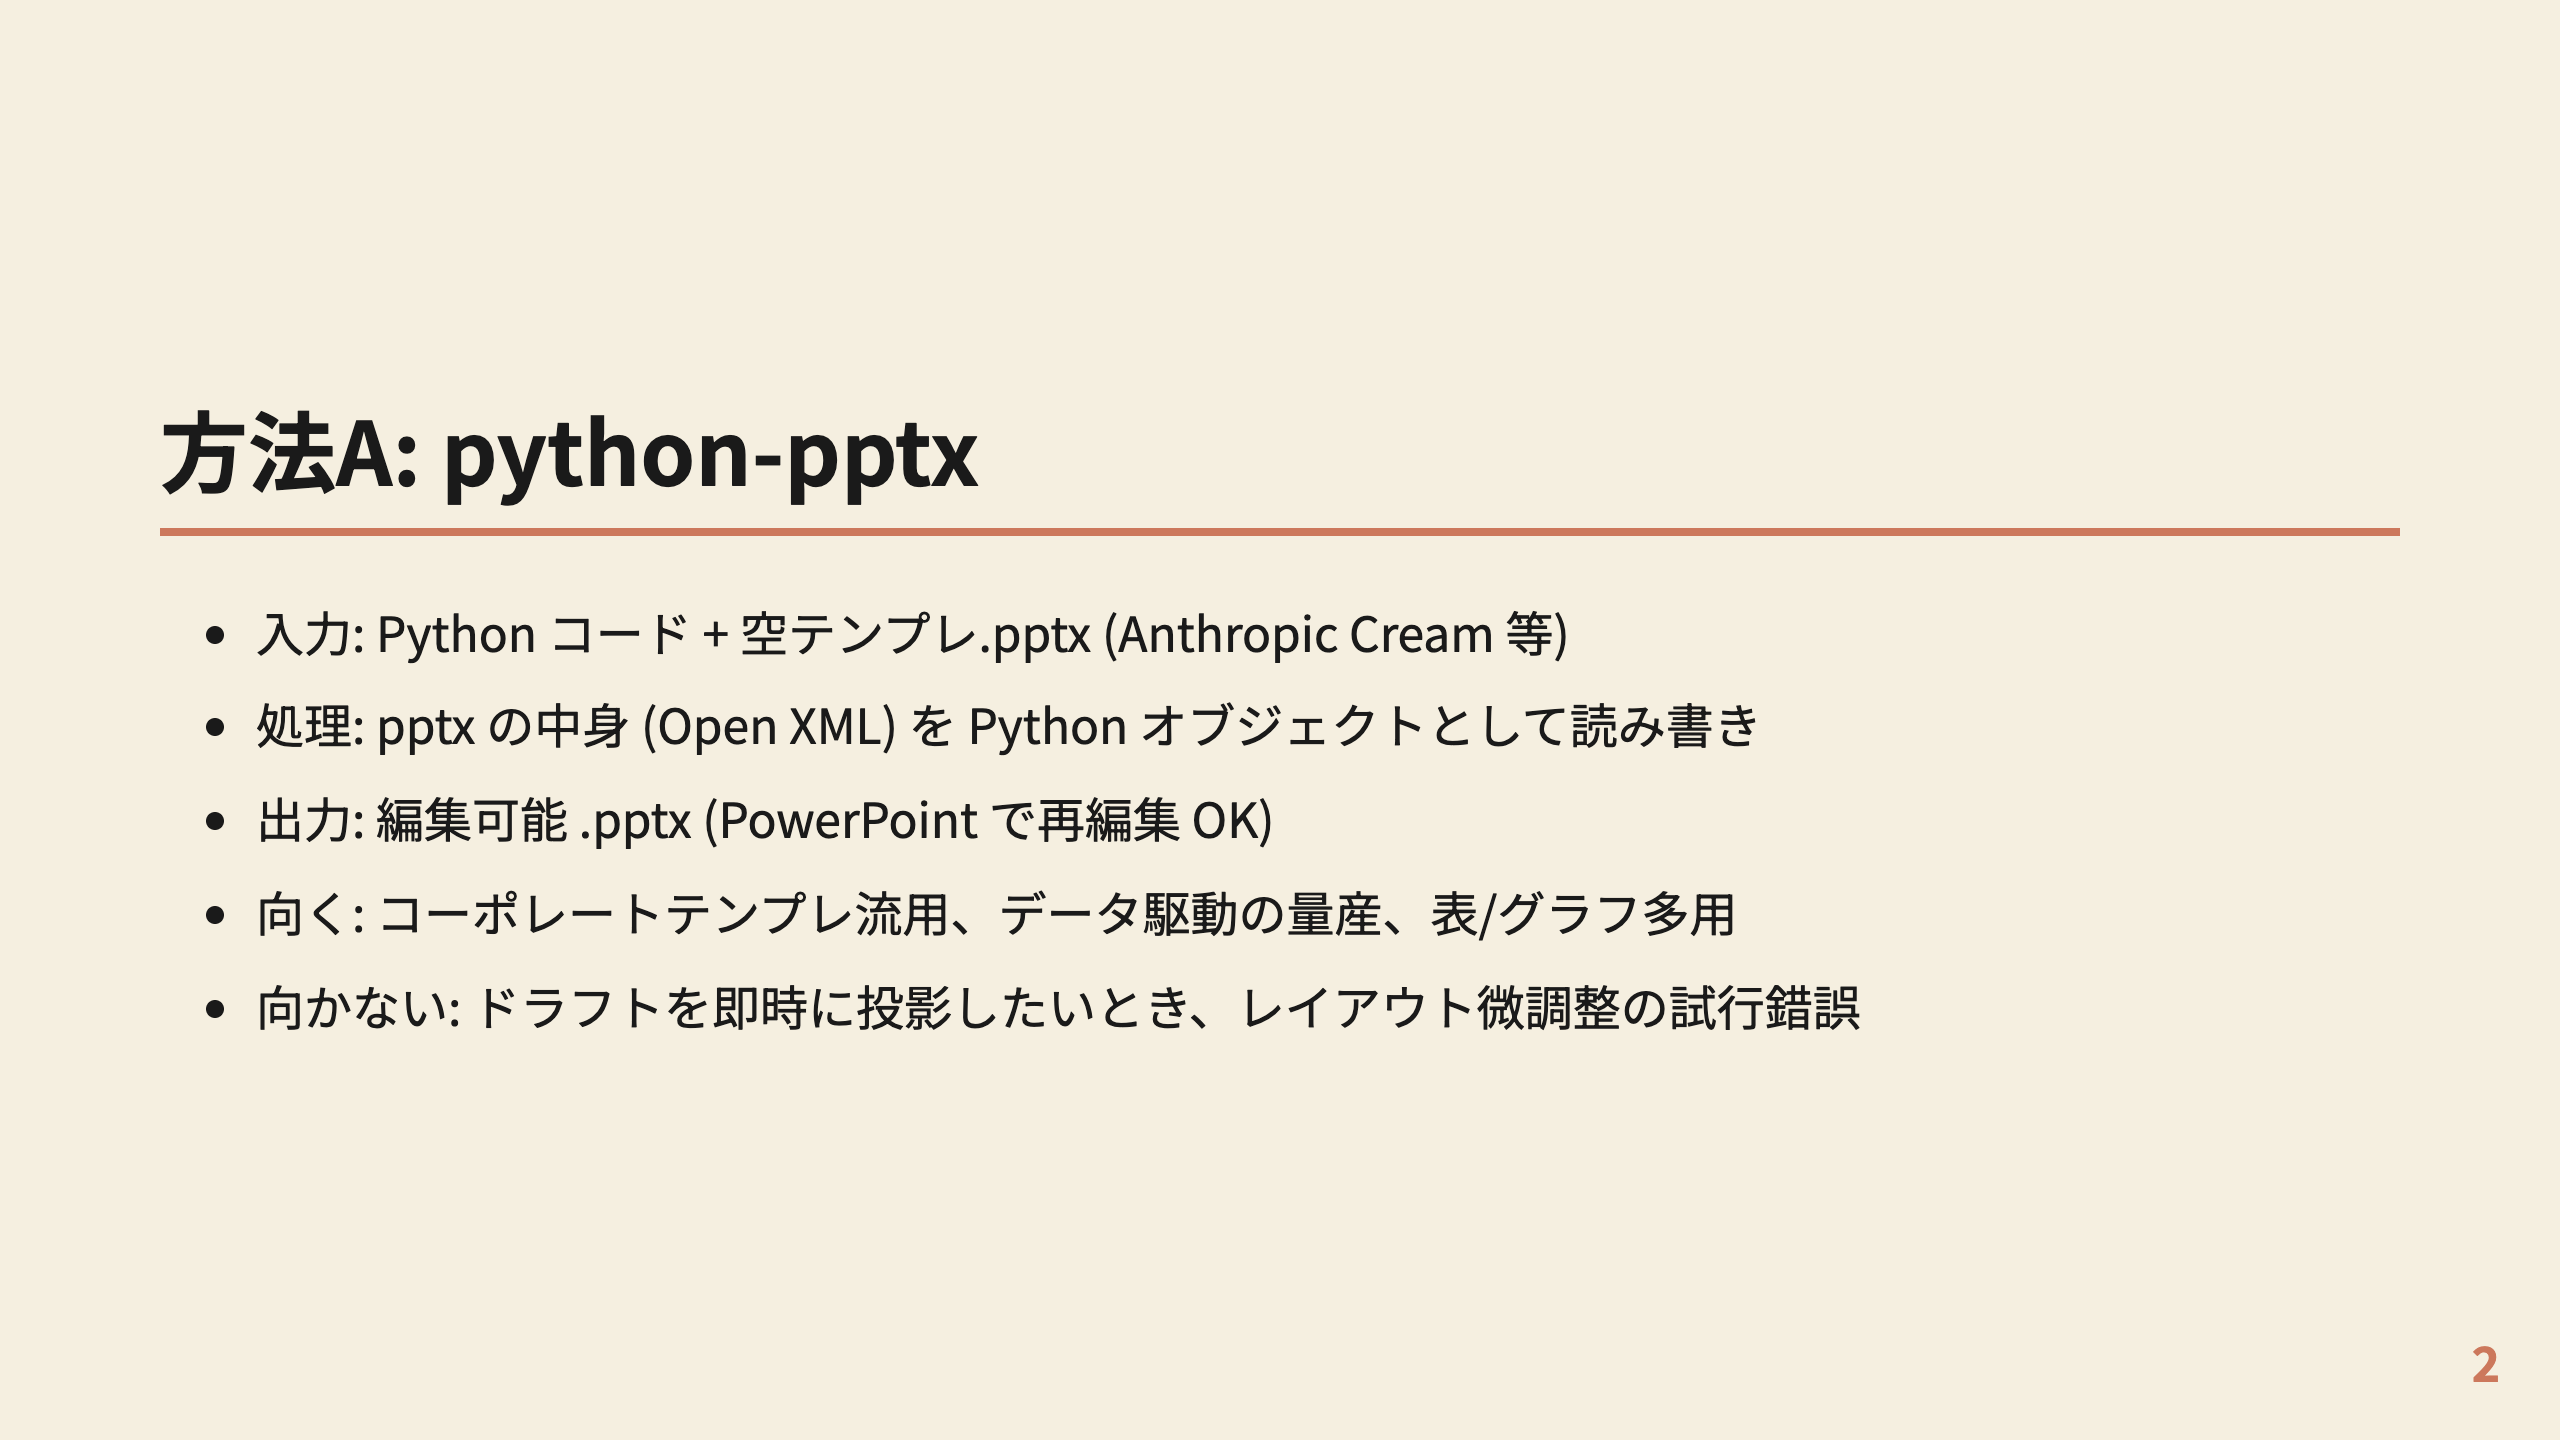 方法A: python-pptx
• 入力: Python コード + 空テンプレ.pptx (Anthropic Cream 等)
• 処理: pptx の中身 (Open XML) を Python オブジェクトとして読み書き
• 出力: 編集可能 .pptx (PowerPoint で再編集 OK)
• 向く: コーポレートテンプレ流用、データ駆動の量産、表/グラフ多用
• 向かない: ドラフトを即時に投影したいとき、レイアウト微調整の試行錯誤
2